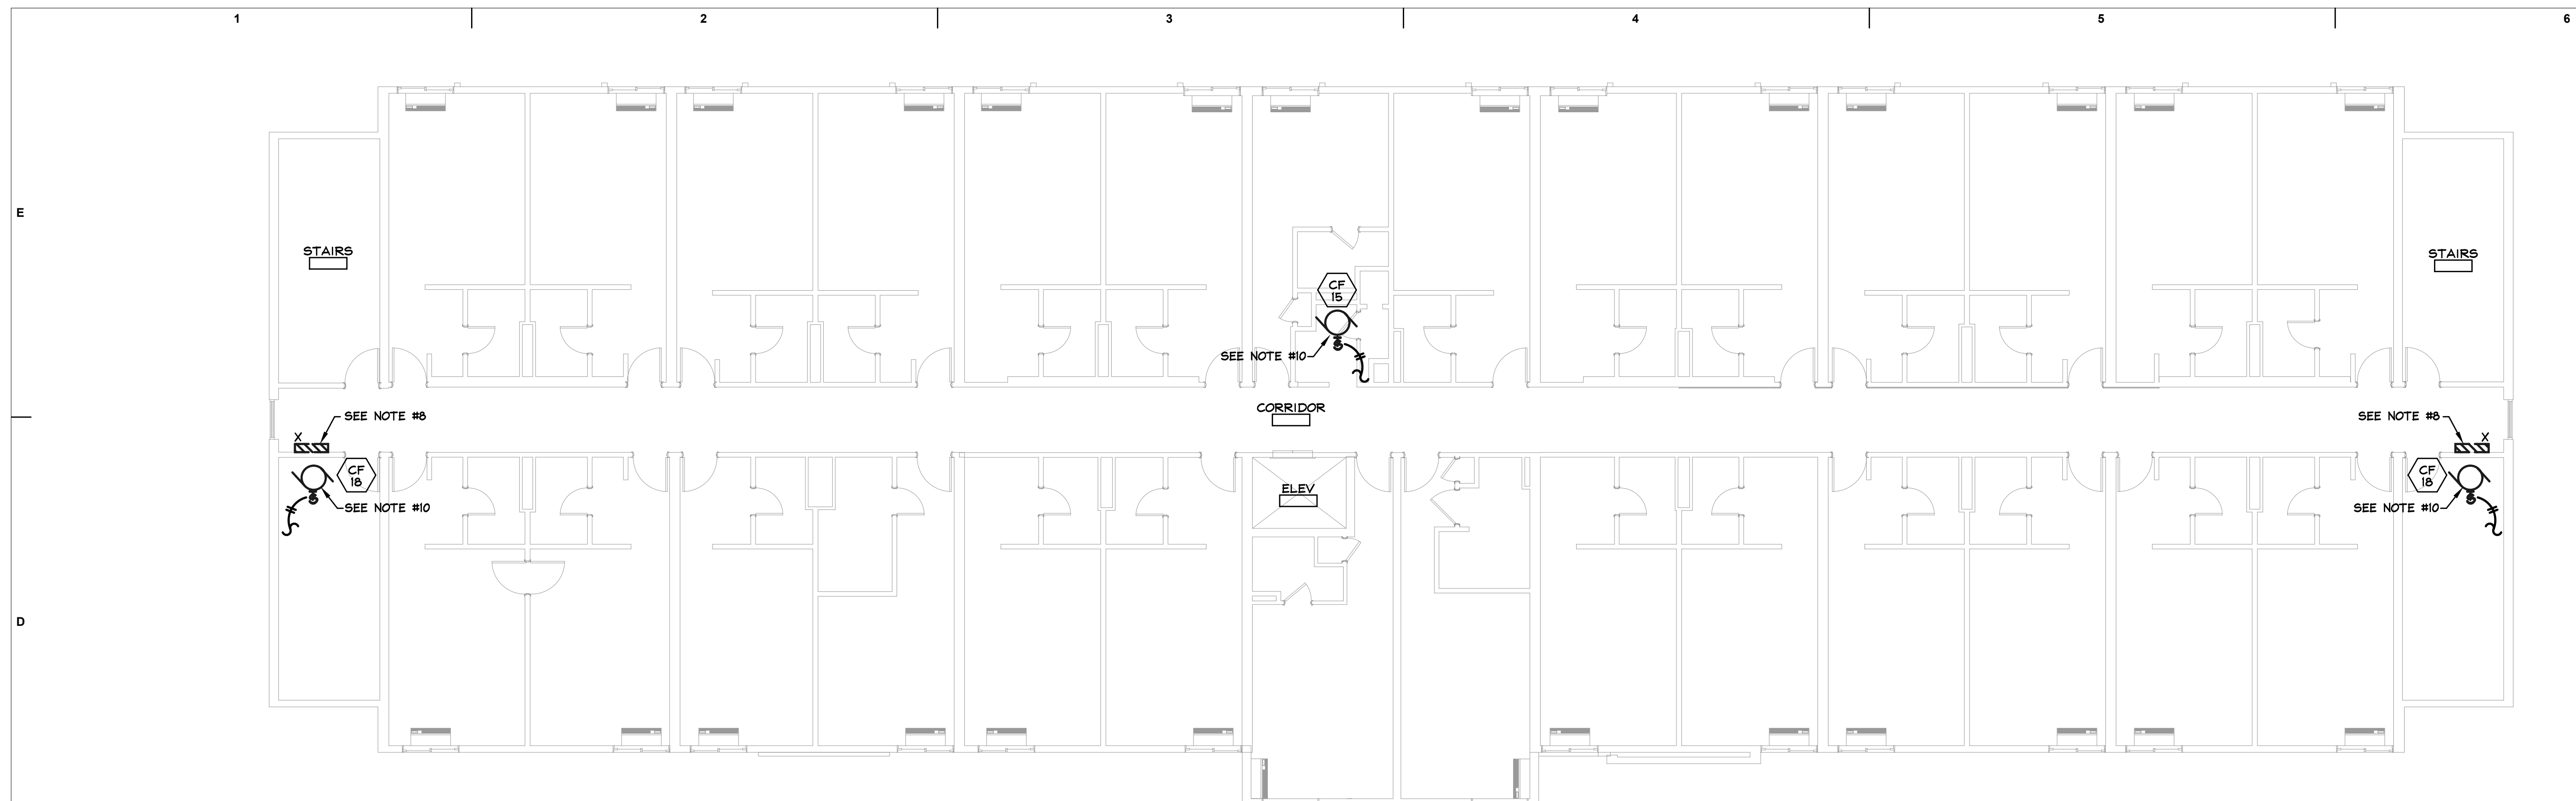 1
2
3
4
5
6
E
STAIRS
STAIRS
CF
15
SEE NOTE #10
CORRIDOR
SEE NOTE #8
SEE NOTE #8
X
X
CF
18
CF
18
S
S
S
ELEV
SEE NOTE #10
SEE NOTE #10
D